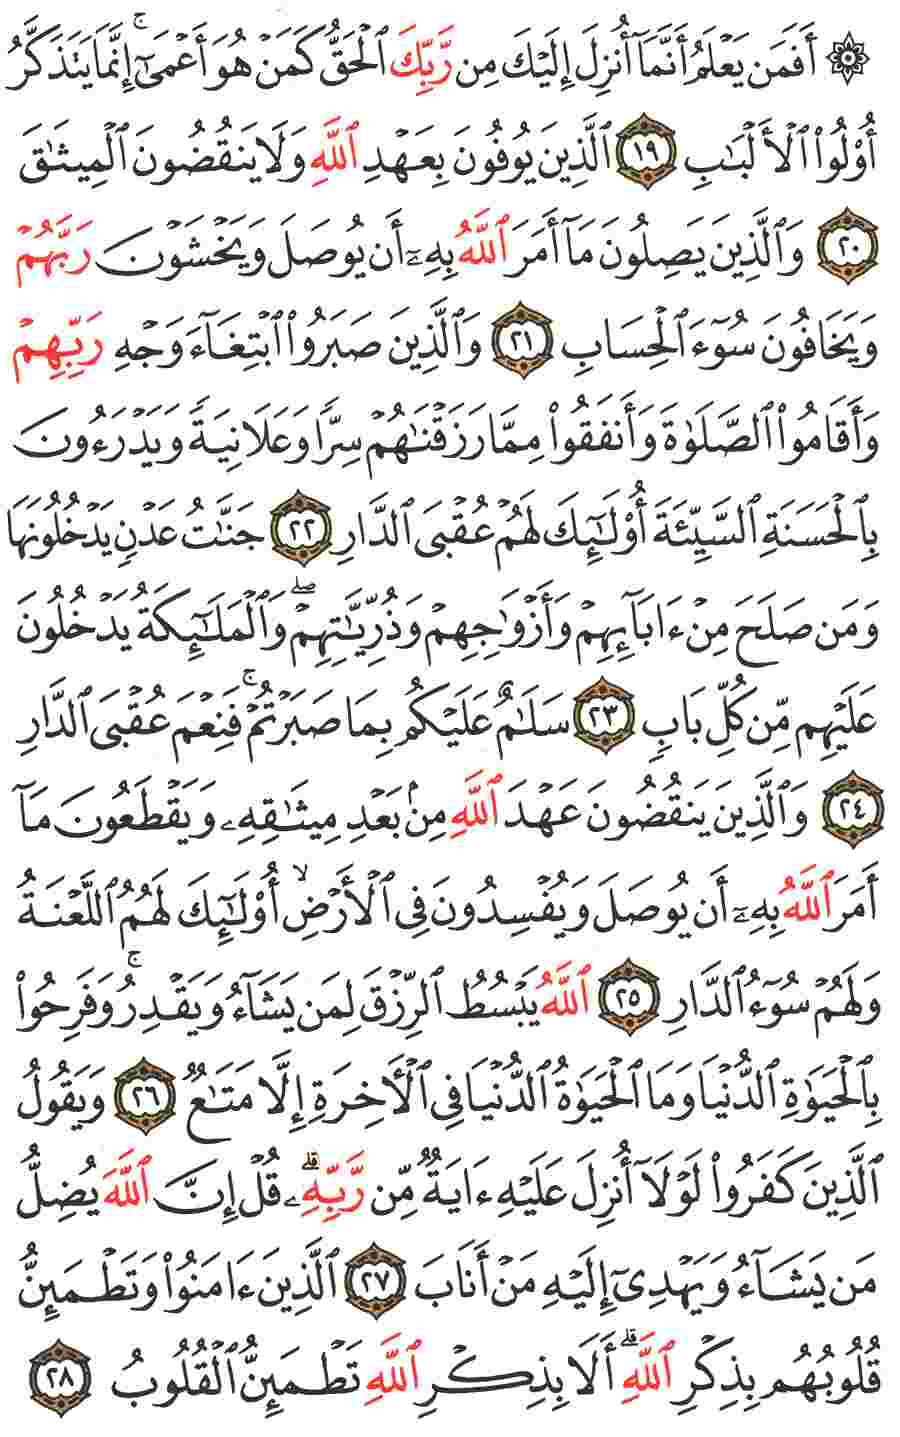 ۞ أَفَمَن يَعْلَمُ أَنَّمَآ أُنزِلَ إِلَيْكَ مِن رَّبِّكَ ٱلْحَقُّ كَمَنْ هُوَ أَعْمَىٰٓ ۚ إِنَّمَا يَتَذَكَّرُ
أُو۟لُوا۟ ٱلْأَلْبَـٰبِ ١٩ ٱلَّذِينَ يُوفُونَ بِعَهْدِ ٱللَّهِ وَلَا يَنقُضُونَ ٱلْمِيثَـٰقَ
٢٠ وَٱلَّذِينَ يَصِلُونَ مَآ أَمَرَ ٱللَّهُ بِهِۦٓ أَن يُوصَلَ وَيَخْشَوْنَ رَبَّهُمْ
وَيَخَافُونَ سُوٓءَ ٱلْحِسَابِ ٢١ وَٱلَّذِينَ صَبَرُوا۟ ٱبْتِغَآءَ وَجْهِ رَبِّهِمْ
وَأَقَامُوا۟ ٱلصَّلَوٰةَ وَأَنفَقُوا۟ مِمَّا رَزَقْنَـٰهُمْ سِرًّا وَعَلَانِيَةً وَيَدْرَءُونَ
بِٱلْحَسَنَةِ ٱلسَّيِّئَةَ أُو۟لَـٰٓئِكَ لَهُمْ عُقْبَى ٱلدَّارِ ٢٢ جَنَّـٰتُ عَدْنٍ يَدْخُلُونَهَا
وَمَن صَلَحَ مِنْ ءَابَآئِهِمْ وَأَزْوَٰجِهِمْ وَذُرِّيَّـٰتِهِمْ ۖ وَٱلْمَلَـٰٓئِكَةُ يَدْخُلُونَ
عَلَيْهِم مِّن كُلِّ بَابٍ ٢٣ سَلَـٰمٌ عَلَيْكُم بِمَا صَبَرْتُمْ ۚ فَنِعْمَ عُقْبَى ٱلدَّارِ
٢٤ وَٱلَّذِينَ يَنقُضُونَ عَهْدَ ٱللَّهِ مِنۢ بَعْدِ مِيثَـٰقِهِۦ وَيَقْطَعُونَ مَآ
أَمَرَ ٱللَّهُ بِهِۦٓ أَن يُوصَلَ وَيُفْسِدُونَ فِى ٱلْأَرْضِ ۙ أُو۟لَـٰٓئِكَ لَهُمُ ٱللَّعْنَةُ
وَلَهُمْ سُوٓءُ ٱلدَّارِ ٢٥ ٱللَّهُ يَبْسُطُ ٱلرِّزْقَ لِمَن يَشَآءُ وَيَقْدِرُ ۚ وَفَرِحُوا۟
بِٱلْحَيَوٰةِ ٱلدُّنْيَا وَمَا ٱلْحَيَوٰةُ ٱلدُّنْيَا فِى ٱلْـَٔاخِرَةِ إِلَّا مَتَـٰعٌ ٢٦ وَيَقُولُ
ٱلَّذِينَ كَفَرُوا۟ لَوْلَآ أُنزِلَ عَلَيْهِ ءَايَةٌ مِّن رَّبِّهِۦ ۗ قُلْ إِنَّ ٱللَّهَ يُضِلُّ
مَن يَشَآءُ وَيَهْدِىٓ إِلَيْهِ مَنْ أَنَابَ ٢٧ ٱلَّذِينَ ءَامَنُوا۟ وَتَطْمَئِنُّ
قُلُوبُهُم بِذِكْرِ ٱللَّهِ ۗ أَلَا بِذِكْرِ ٱللَّهِ تَطْمَئِنُّ ٱلْقُلُوبُ ٢٨